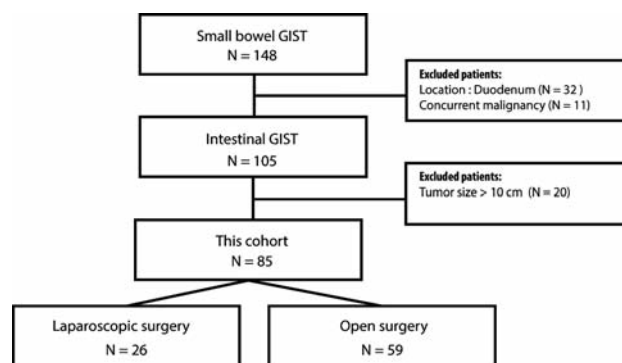 Small bowel GIST
N = 148
Excluded patients:
Location : Duodenum (N = 32 )
Concurrent malignancy (N = 11)
Intestinal GIST
N = 105
Excluded patients:
Tumor size > 10 cm (N = 20)
This cohort
N = 85
Laparoscopic surgery
N = 26
Open surgery
N = 59